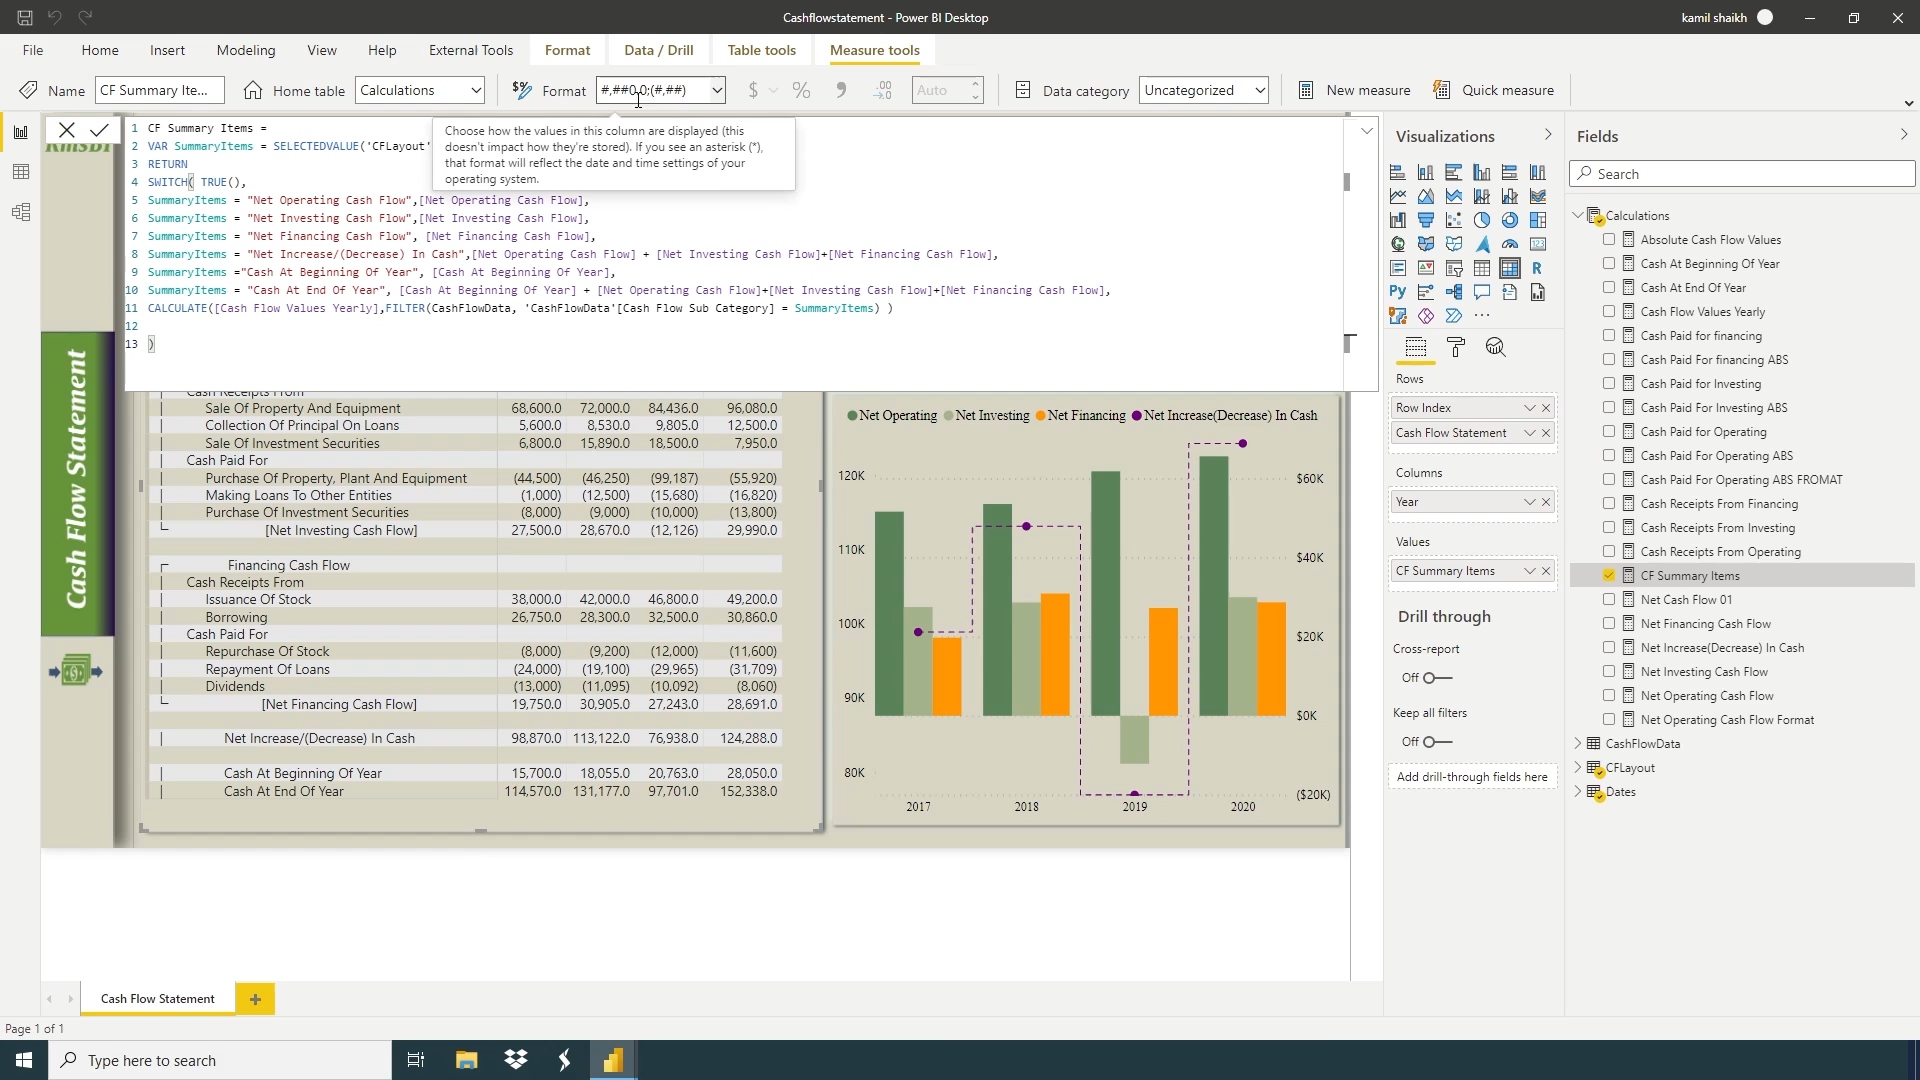 Cashflowstatement - Power BI Desktop
kamil shaikh
File
Home
Insert
Modeling
View
Help
External Tools
Format
Data / Drill
Table tools
Measure tools
Name
CF Summary Ite...
Home table
Calculations
Format
#,##0.0;(#,##)
$
%
Auto
Data category
Uncategorized
New measure
Quick measure
Choose how the values in this column are displayed (this
doesn't impact how they're stored). If you see an asterisk (*),
that format will reflect the date and time settings of your
operating system.
1 CF Summary Items =
2 VAR SummaryItems = SELECTEDVALUE('CFLayout'
3 RETURN
4 SWITCH( TRUE(),
5 SummaryItems = "Net Operating Cash Flow",[Net Operating Cash Flow],
6 SummaryItems = "Net Investing Cash Flow",[Net Investing Cash Flow],
7 SummaryItems = "Net Financing Cash Flow", [Net Financing Cash Flow],
8 SummaryItems = "Net Increase/(Decrease) In Cash",[Net Operating Cash Flow] + [Net Investing Cash Flow]+[Net Financing Cash Flow],
9 SummaryItems ="Cash At Beginning Of Year", [Cash At Beginning Of Year],
10 SummaryItems = "Cash At End Of Year", [Cash At Beginning Of Year] + [Net Operating Cash Flow]+[Net Investing Cash Flow]+[Net Financing Cash Flow],
11 CALCULATE([Cash Flow Values Yearly],FILTER(CashFlowData, 'CashFlowData'[Cash Flow Sub Category] = SummaryItems) )
12
13 )
Cash Flow Statement
Cash Receipts From
Sale Of Property And Equipment 68,600.0 72,000.0 84,436.0 96,080.0
Collection Of Principal On Loans 5,600.0 8,530.0 9,805.0 12,500.0
Sale Of Investment Securities 6,800.0 15,890.0 18,500.0 7,950.0
Cash Paid For
Purchase Of Property, Plant And Equipment (44,500) (46,250) (99,187) (55,920)
Making Loans To Other Entities (1,000) (12,500) (15,680) (16,820)
Purchase Of Investment Securities (8,000) (9,000) (10,000) (13,800)
[Net Investing Cash Flow] 27,500.0 28,670.0 (12,126) 29,990.0
Financing Cash Flow
Cash Receipts From
Issuance Of Stock 38,000.0 42,000.0 46,800.0 49,200.0
Borrowing 26,750.0 28,300.0 32,500.0 30,860.0
Cash Paid For
Repurchase Of Stock (8,000) (9,200) (12,000) (11,600)
Repayment Of Loans (24,000) (19,100) (29,965) (31,709)
Dividends (13,000) (11,095) (10,092) (8,060)
[Net Financing Cash Flow] 19,750.0 30,905.0 27,243.0 28,691.0
Net Increase/(Decrease) In Cash 98,870.0 113,122.0 76,938.0 124,288.0
Cash At Beginning Of Year 15,700.0 18,055.0 20,763.0 28,050.0
Cash At End Of Year 114,570.0 131,177.0 97,701.0 152,338.0
Net Operating Net Investing Net Financing Net Increase(Decrease) In Cash
120K
110K
100K
90K
80K
$60K
$40K
$20K
$0K
($20K)
2017 2018 2019 2020
Visualizations
Rows
Row Index
Cash Flow Statement
Columns
Year
Values
CF Summary Items
Drill through
Cross-report
Off
Keep all filters
Off
Add drill-through fields here
Fields
Search
Calculations
Absolute Cash Flow Values
Cash At Beginning Of Year
Cash At End Of Year
Cash Flow Values Yearly
Cash Paid for financing
Cash Paid For financing ABS
Cash Paid for Investing
Cash Paid For Investing ABS
Cash Paid for Operating
Cash Paid For Operating ABS
Cash Paid For Operating ABS FROMAT
Cash Receipts From Financing
Cash Receipts From Investing
Cash Receipts From Operating
CF Summary Items
Net Cash Flow 01
Net Financing Cash Flow
Net Increase(Decrease) In Cash
Net Investing Cash Flow
Net Operating Cash Flow
Net Operating Cash Flow Format
CashFlowData
CFLayout
Dates
Cash Flow Statement
Page 1 of 1
Type here to search